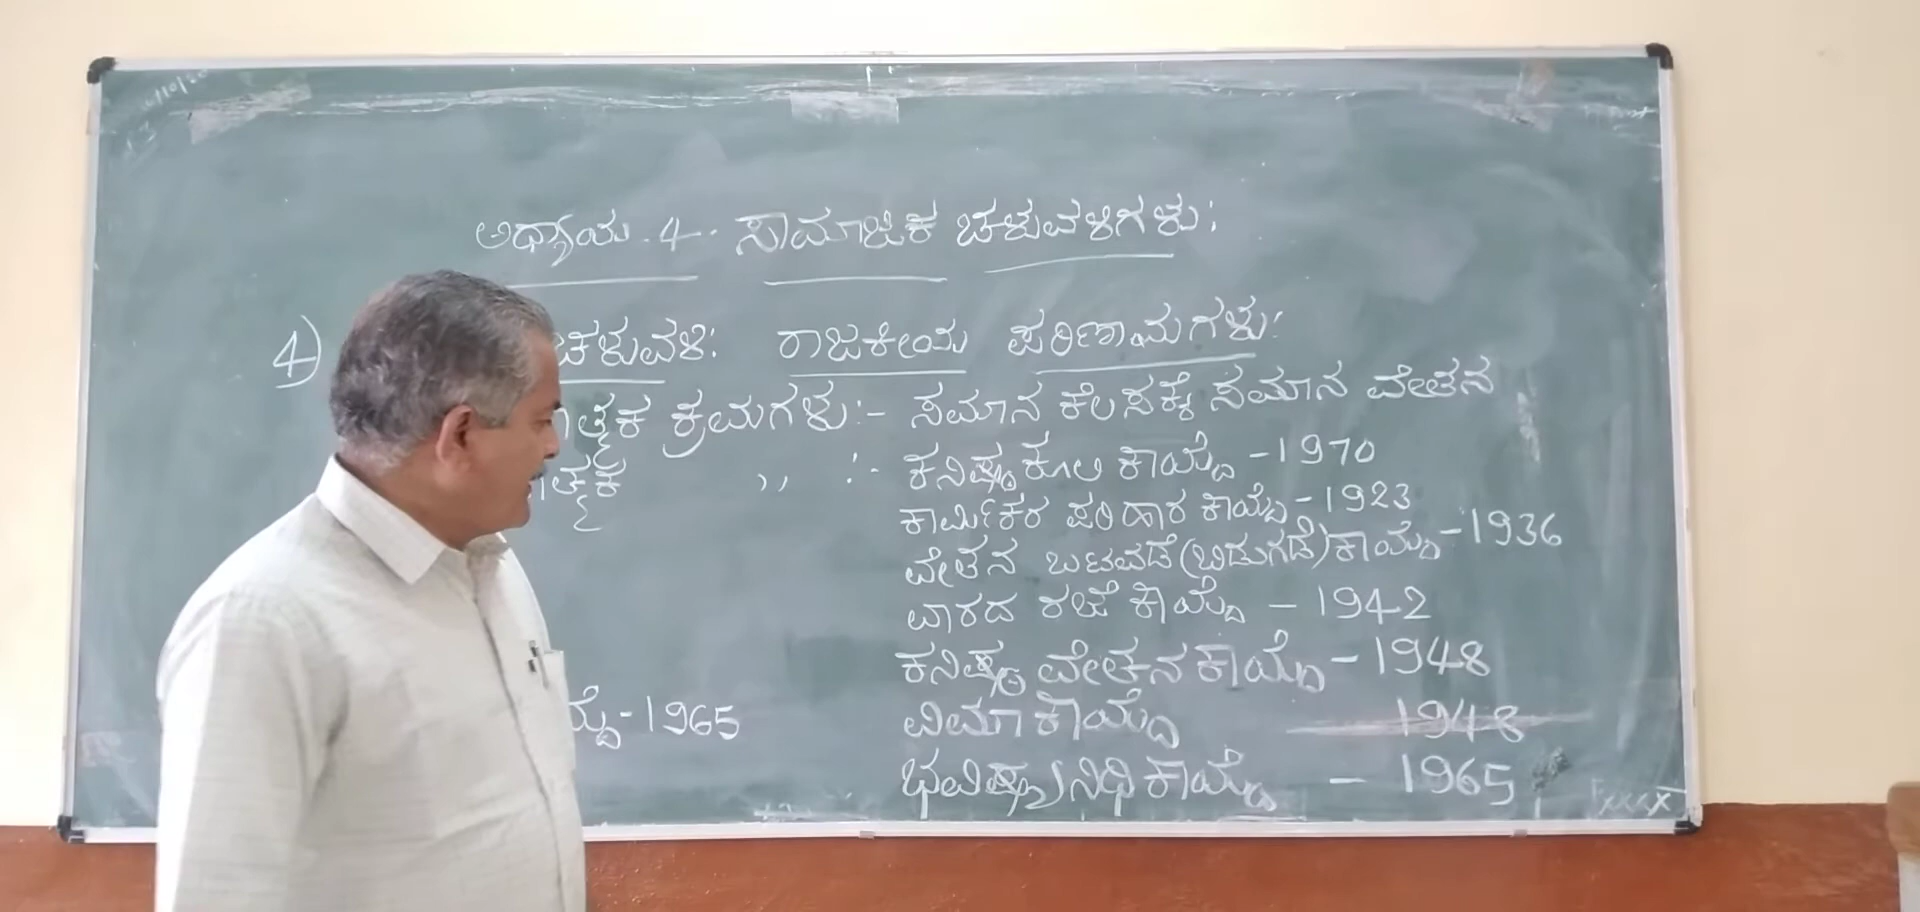 ಅಧ್ಯಾಯ. 4. ಸಾಮಾಜಿಕ ಚಳುವಳಿಗಳು:
4) ಚಳುವಳಿ: ರಾಜಕೀಯ ಪರಿಣಾಮಗಳು:
ಾತ್ಮಕ ಕ್ರಮಗಳು:- ಸಮಾನ ಕೆಲಸಕ್ಕೆ ಸಮಾನ ವೇತನ
ಾತ್ಮಕ ,, :- ಕನಿಷ್ಠ ಕೂಲಿ ಕಾಯ್ದೆ - 1970
ಕಾರ್ಮಿಕರ ಪರಿಹಾರ ಕಾಯ್ದೆ - 1923
ವೇತನ ಬಟವಡೆ (ಬಿಡುಗಡೆ) ಕಾಯ್ದೆ - 1936
ವಾರದ ರಜೆ ಕಾಯ್ದೆ - 1942
ಕನಿಷ್ಠ ವೇತನ ಕಾಯ್ದೆ - 1948
ಯ್ದೆ - 1965 ವಿಮಾ ಕಾಯ್ದೆ 1948
ಭವಿಷ್ಯನಿಧಿ ಕಾಯ್ದೆ - 1965